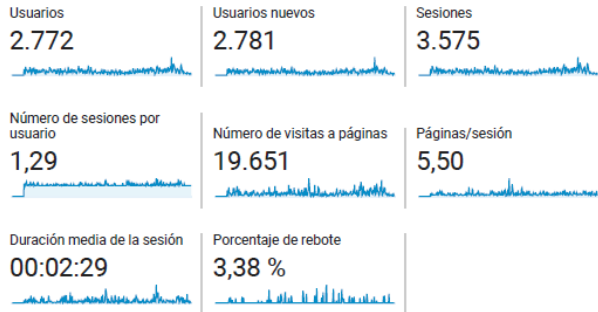 Usuarios
2.772
Usuarios nuevos
2.781
Sesiones
3.575
Número de sesiones por
usuario
1,29
Número de visitas a páginas
19.651
Páginas/sesión
5,50
Duración media de la sesión
00:02:29
Porcentaje de rebote
3,38 %